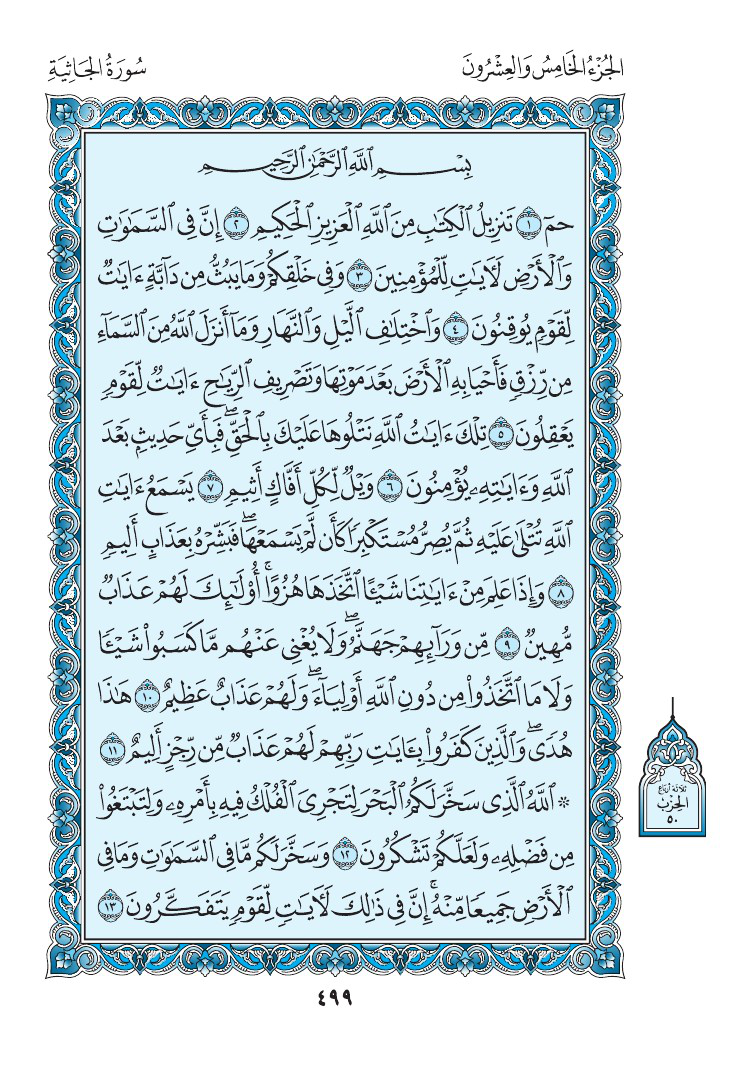 سُورَةُ الجَاثِيَةِ
الجُزْءُ الخَامِسُ وَالعِشْرُونَ
بِسْمِ ٱللَّهِ ٱلرَّحْمَٰنِ ٱلرَّحِيمِ
حمٓ ١ تَنزِيلُ ٱلْكِتَٰبِ مِنَ ٱللَّهِ ٱلْعَزِيزِ ٱلْحَكِيمِ ٢ إِنَّ فِى ٱلسَّمَٰوَٰتِ
وَٱلْأَرْضِ لَءَايَٰتٍ لِّلْمُؤْمِنِينَ ٣ وَفِى خَلْقِكُمْ وَمَا يَبُثُّ مِن دَآبَّةٍ ءَايَٰتٌ
لِّقَوْمٍ يُوقِنُونَ ٤ وَٱخْتِلَٰفِ ٱلَّيْلِ وَٱلنَّهَارِ وَمَآ أَنزَلَ ٱللَّهُ مِنَ ٱلسَّمَآءِ
مِن رِّزْقٍ فَأَحْيَا بِهِ ٱلْأَرْضَ بَعْدَ مَوْتِهَا وَتَصْرِيفِ ٱلرِّيَٰحِ ءَايَٰتٌ لِّقَوْمٍ
يَعْقِلُونَ ٥ تِلْكَ ءَايَٰتُ ٱللَّهِ نَتْلُوهَا عَلَيْكَ بِٱلْحَقِّ ۖ فَبِأَىِّ حَدِيثٍۭ بَعْدَ
ٱللَّهِ وَءَايَٰتِهِۦ يُؤْمِنُونَ ٦ وَيْلٌ لِّكُلِّ أَفَّاكٍ أَثِيمٍ ٧ يَسْمَعُ ءَايَٰتِ
ٱللَّهِ تُتْلَىٰ عَلَيْهِ ثُمَّ يُصِرُّ مُسْتَكْبِرًا كَأَن لَّمْ يَسْمَعْهَا ۖ فَبَشِّرْهُ بِعَذَابٍ أَلِيمٍ
٨ وَإِذَا عَلِمَ مِنْ ءَايَٰتِنَا شَيْـًٔا ٱتَّخَذَهَا هُزُوًا ۚ أُو۟لَٰٓئِكَ لَهُمْ عَذَابٌ
مُّهِينٌ ٩ مِّن وَرَآئِهِمْ جَهَنَّمُ ۖ وَلَا يُغْنِى عَنْهُم مَّا كَسَبُوا۟ شَيْـًٔا
وَلَا مَا ٱتَّخَذُوا۟ مِن دُونِ ٱللَّهِ أَوْلِيَآءَ ۖ وَلَهُمْ عَذَابٌ عَظِيمٌ ١٠ هَٰذَا
هُدًى ۖ وَٱلَّذِينَ كَفَرُوا۟ بِـَٔايَٰتِ رَبِّهِمْ لَهُمْ عَذَابٌ مِّن رِّجْزٍ أَلِيمٌ ١١
۞ ٱللَّهُ ٱلَّذِى سَخَّرَ لَكُمُ ٱلْبَحْرَ لِتَجْرِىَ ٱلْفُلْكُ فِيهِ بِأَمْرِهِۦ وَلِتَبْتَغُوا۟
مِن فَضْلِهِۦ وَلَعَلَّكُمْ تَشْكُرُونَ ١٢ وَسَخَّرَ لَكُم مَّا فِى ٱلسَّمَٰوَٰتِ وَمَا فِى
ٱلْأَرْضِ جَمِيعًا مِّنْهُ ۚ إِنَّ فِى ذَٰلِكَ لَءَايَٰتٍ لِّقَوْمٍ يَتَفَكَّرُونَ ١٣
ثلاثة أرباع
الحزب
٥٠
٤٩٩